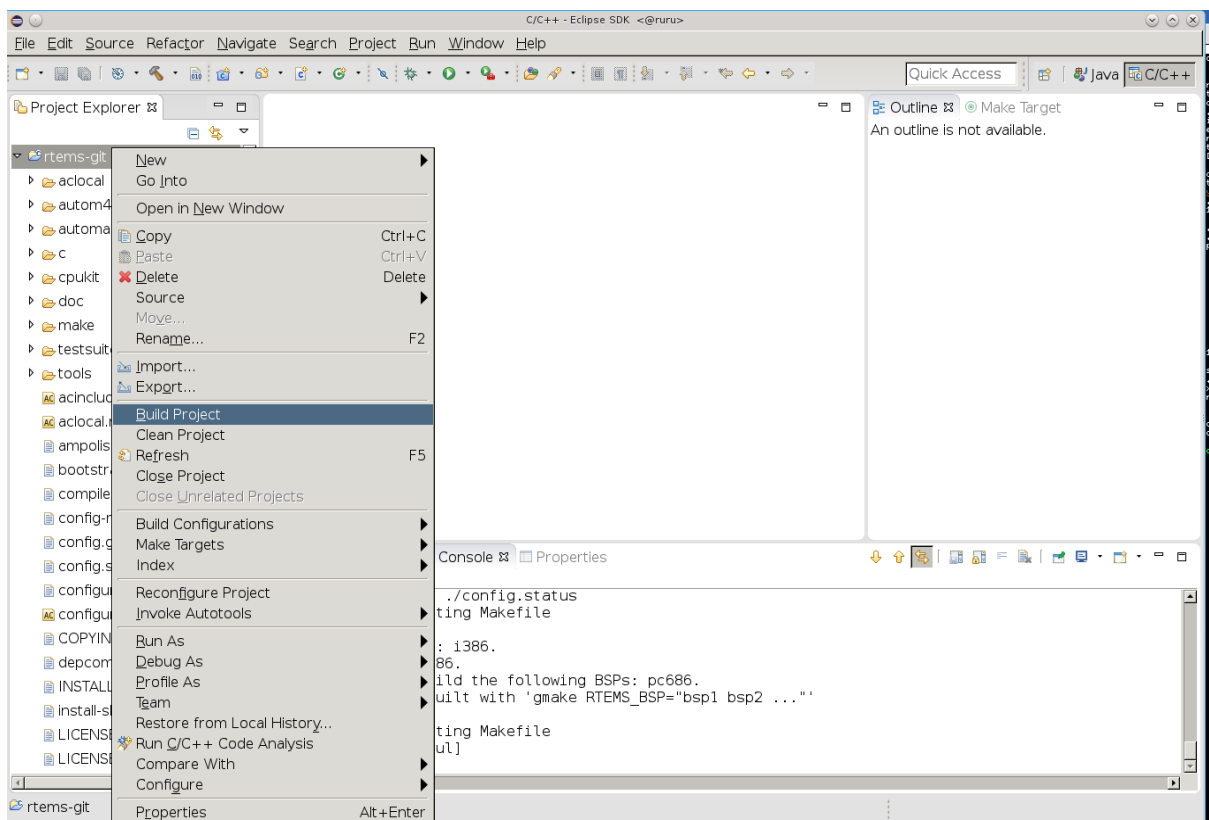 C/C++ - Eclipse SDK <@ruru>
File Edit Source Refactor Navigate Search Project Run Window Help
Quick Access Java C/C++
Project Explorer
Outline Make Target
An outline is not available.
rtems-git
aclocal
autom4
automa
c
cpukit
doc
make
testsuit
tools
acinclud
aclocal.
ampolis
bootstr
compile
config-
config.g
config.s
configu
configu
COPYIN
depcom
INSTALL
install-s
LICENS
LICENS
New
Go Into
Open in New Window
Copy Ctrl+C
Paste Ctrl+V
Delete Delete
Source
Move...
Rename... F2
Import...
Export...
Build Project
Clean Project
Refresh F5
Close Project
Close Unrelated Projects
Build Configurations
Make Targets
Index
Reconfigure Project
Invoke Autotools
Run As
Debug As
Profile As
Team
Restore from Local History...
Run C/C++ Code Analysis
Compare With
Configure
Properties Alt+Enter
Console Properties
./config.status
ting Makefile
: i386.
86.
ild the following BSPs: pc686.
uilt with 'gmake RTEMS_BSP="bsp1 bsp2 ..."'
ting Makefile
ul]
rtems-git